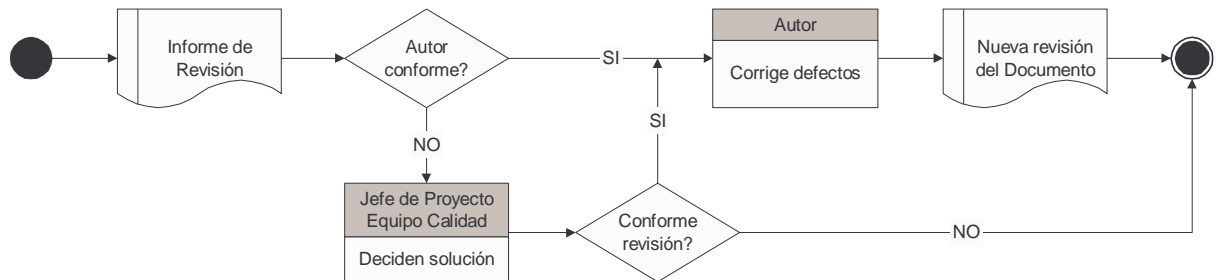 Informe de
Revisión
Autor
conforme?
SI
Autor
Corrige defectos
Nueva revisión
del Documento
NO
SI
Jefe de Proyecto
Equipo Calidad
Deciden solución
Conforme
revisión?
NO